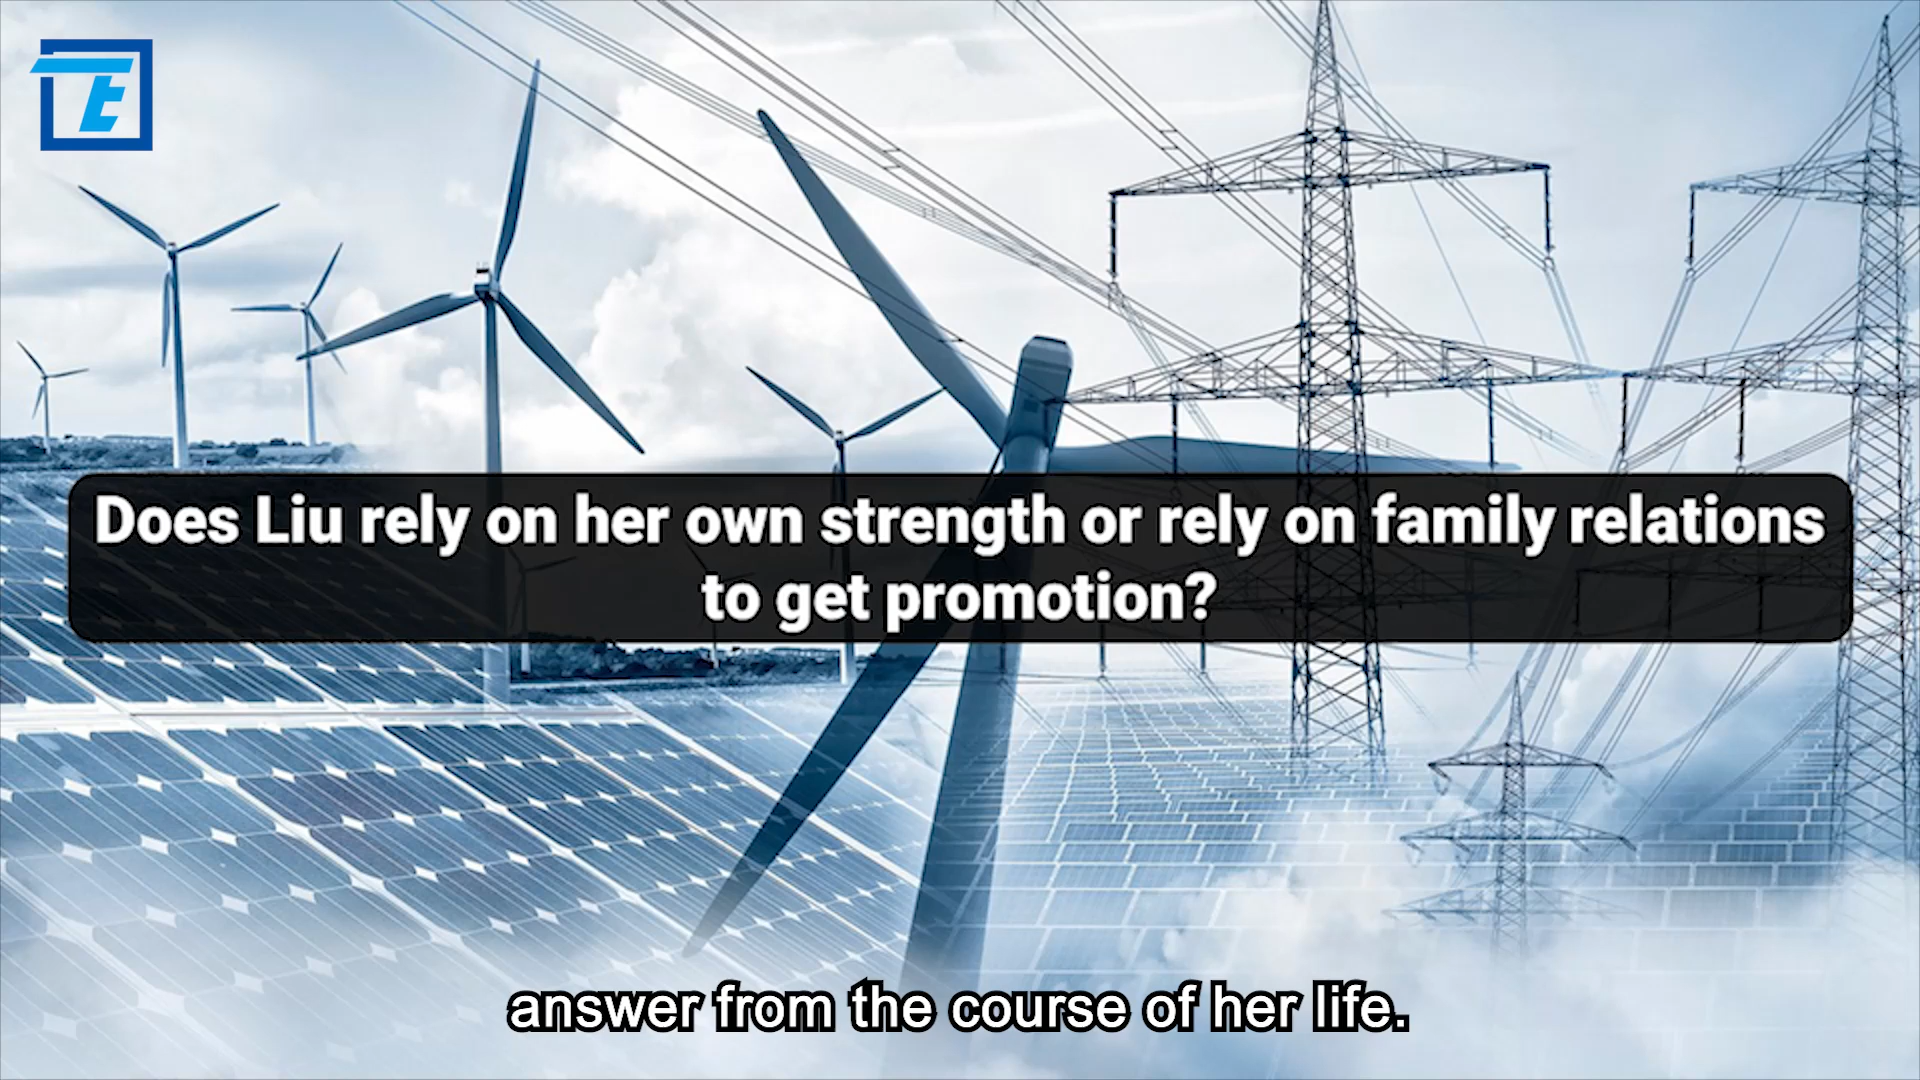 Does Liu rely on her own strength or rely on family relations
to get promotion?
answer from the course of her life.